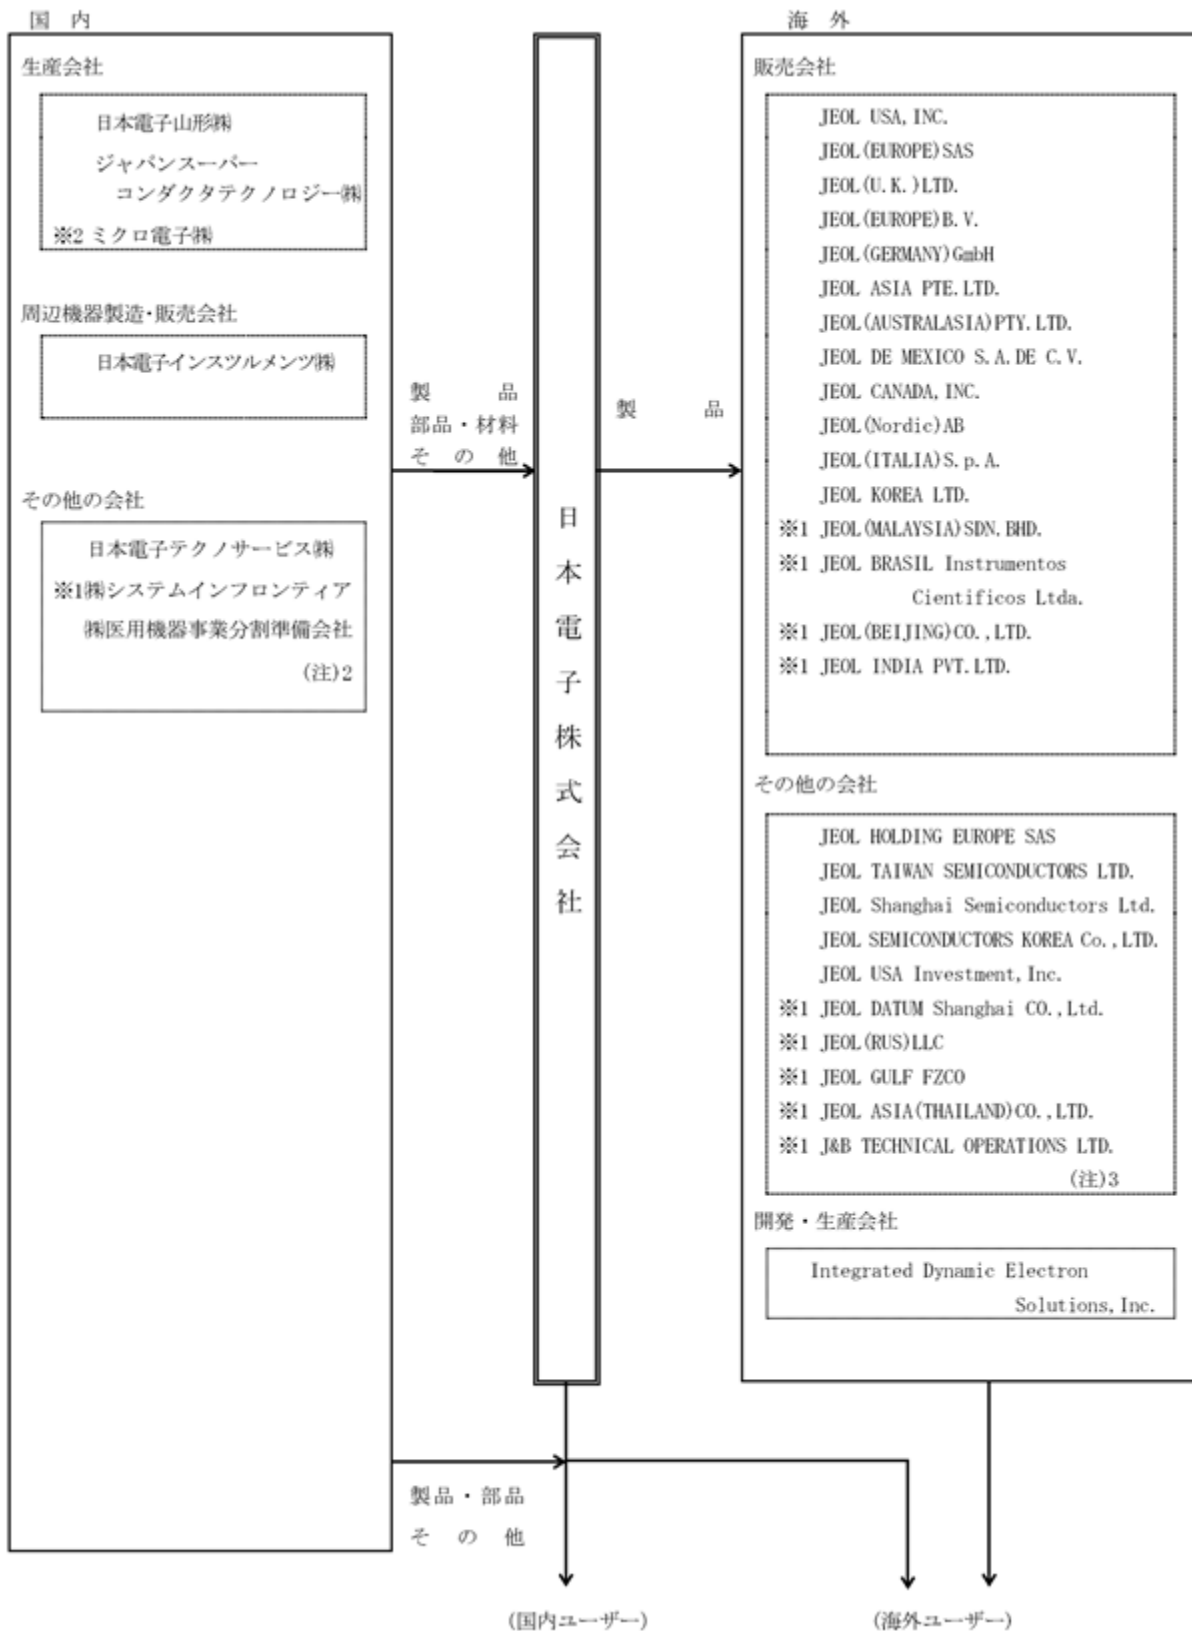 国 内
生産会社
日本電子山形㈱
ジャパンスーパー
コンダクタテクノロジー㈱
※2 ミクロ電子㈱
周辺機器製造・販売会社
日本電子インスツルメンツ㈱
その他の会社
日本電子テクノサービス㈱
※1㈱システムインフロンティア
㈱医用機器事業分割準備会社
(注)2
製 品
部品・材料
そ の 他
日本電子株式会社
製 品
製品・部品
そ の 他
海 外
販売会社
JEOL USA,INC.
JEOL(EUROPE)SAS
JEOL(U.K.)LTD.
JEOL(EUROPE)B.V.
JEOL(GERMANY)GmbH
JEOL ASIA PTE.LTD.
JEOL(AUSTRALASIA)PTY.LTD.
JEOL DE MEXICO S.A.DE C.V.
JEOL CANADA,INC.
JEOL(Nordic)AB
JEOL(ITALIA)S.p.A.
JEOL KOREA LTD.
※1 JEOL(MALAYSIA)SDN.BHD.
※1 JEOL BRASIL Instrumentos
Cientificos Ltda.
※1 JEOL(BEIJING)CO.,LTD.
※1 JEOL INDIA PVT.LTD.
その他の会社
JEOL HOLDING EUROPE SAS
JEOL TAIWAN SEMICONDUCTORS LTD.
JEOL Shanghai Semiconductors Ltd.
JEOL SEMICONDUCTORS KOREA Co.,LTD.
JEOL USA Investment,Inc.
※1 JEOL DATUM Shanghai CO.,Ltd.
※1 JEOL(RUS)LLC
※1 JEOL GULF FZCO
※1 JEOL ASIA(THAILAND)CO.,LTD.
※1 J&B TECHNICAL OPERATIONS LTD.
(注)3
開発・生産会社
Integrated Dynamic Electron
Solutions,Inc.
(国内ユーザー)
(海外ユーザー)